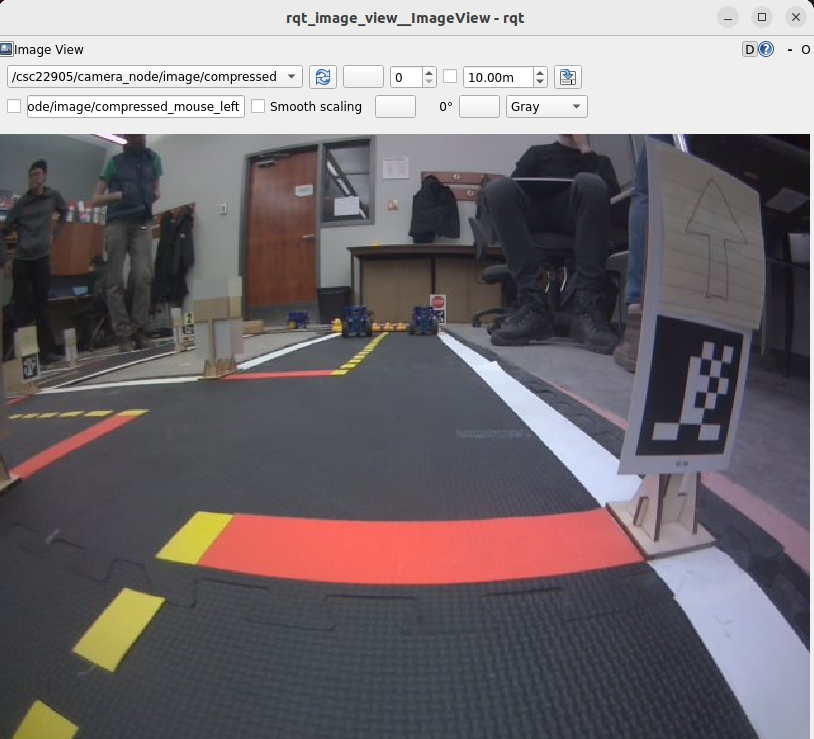 rqt_image_view__ImageView - rqt
Image View
D
- O
/csc22905/camera_node/image/compressed
0
10.00m
ode/image/compressed_mouse_left
Smooth scaling
0°
Gray